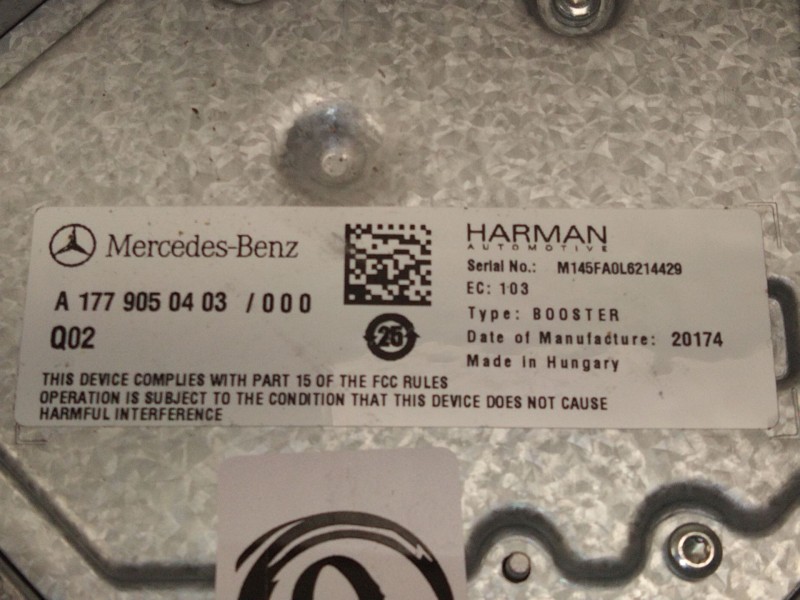 Mercedes-Benz
A 177 905 04 03 / 000
Q02
25
HARMAN
AUTOMOTIVE
Serial No.: M145FA0L6214429
EC: 103
Type: BOOSTER
Date of Manufacture: 20174
Made in Hungary
THIS DEVICE COMPLIES WITH PART 15 OF THE FCC RULES
OPERATION IS SUBJECT TO THE CONDITION THAT THIS DEVICE DOES NOT CAUSE
HARMFUL INTERFERENCE